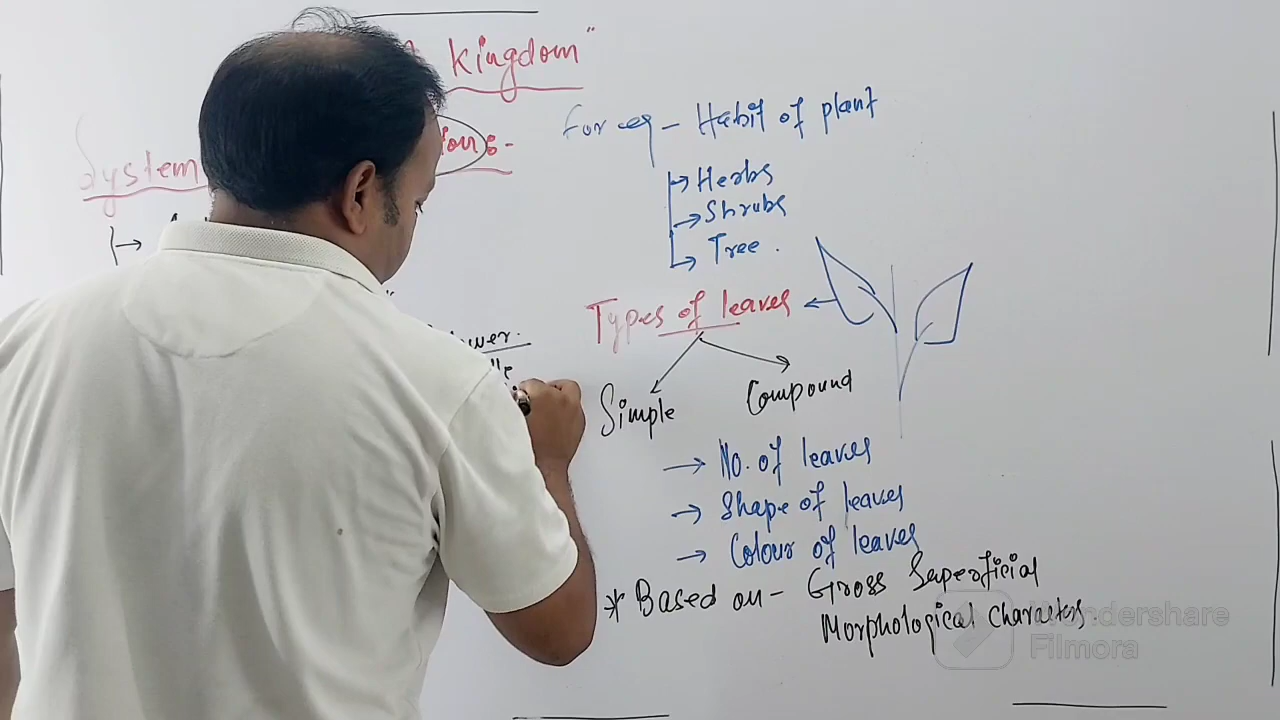 Kingdom"
System
For eg - Habit of plant
→ Herbs
→ Shrubs
→ Tree .
Types of leaves
Simple
Compound
→ No. of leaves
→ Shape of leaves
→ Colour of leaves
* Based on - Gross Superficial
Morphological characters.
Wondershare
Filmora